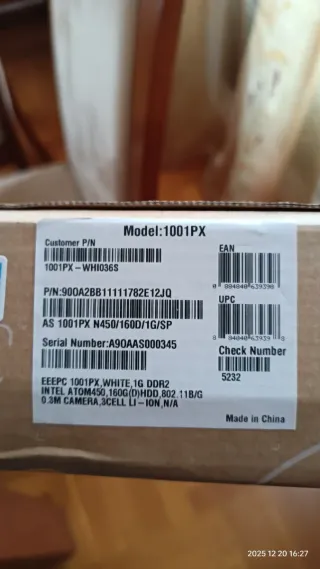 Model:1001PX
Customer P/N
1001PX-WHI036S
EAN
P/N:90OA2BB11111782E12JQ
UPC
AS 1001PX N450/160D/1G/SP
Serial Number:A9OAAS000345
Check Number
5232
EEEPC 1001PX,WHITE,1G DDR2
INTEL ATOM450,160G(D)HDD,802.11B/G
0.3M CAMERA,3CELL LI-ION,N/A
Made in China
2025 12 20 16:27